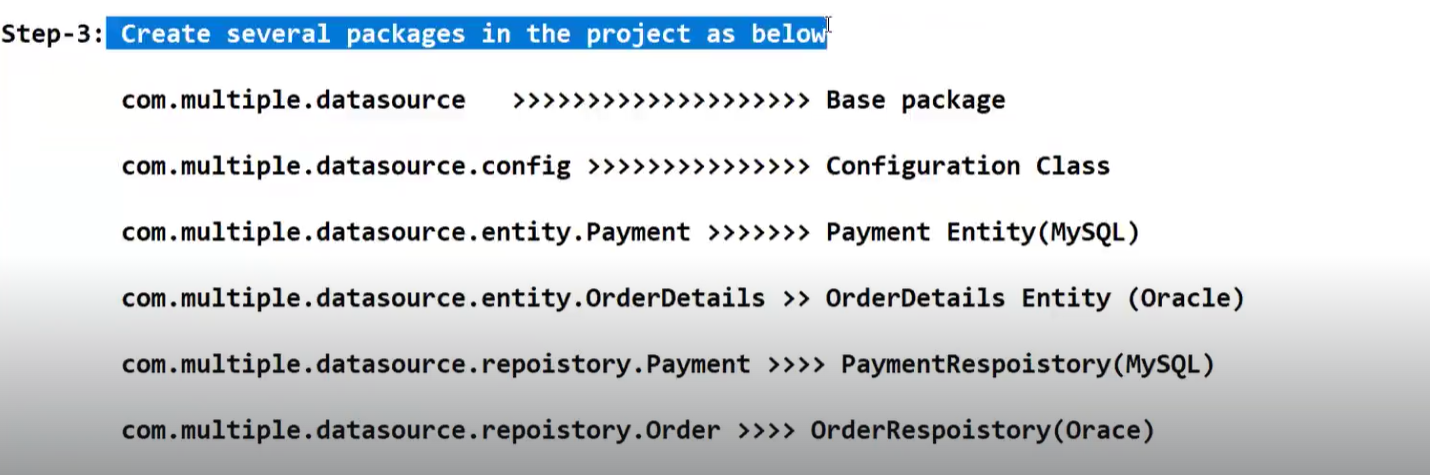 Step-3: Create several packages in the project as below
com.multiple.datasource >>>>>>>>>>>>>>>>>>>> Base package
com.multiple.datasource.config >>>>>>>>>>>>>>> Configuration Class
com.multiple.datasource.entity.Payment >>>>>>> Payment Entity(MySQL)
com.multiple.datasource.entity.OrderDetails >> OrderDetails Entity (Oracle)
com.multiple.datasource.repoistory.Payment >>>> PaymentRespoistory(MySQL)
com.multiple.datasource.repoistory.Order >>>> OrderRespoistory(Orace)